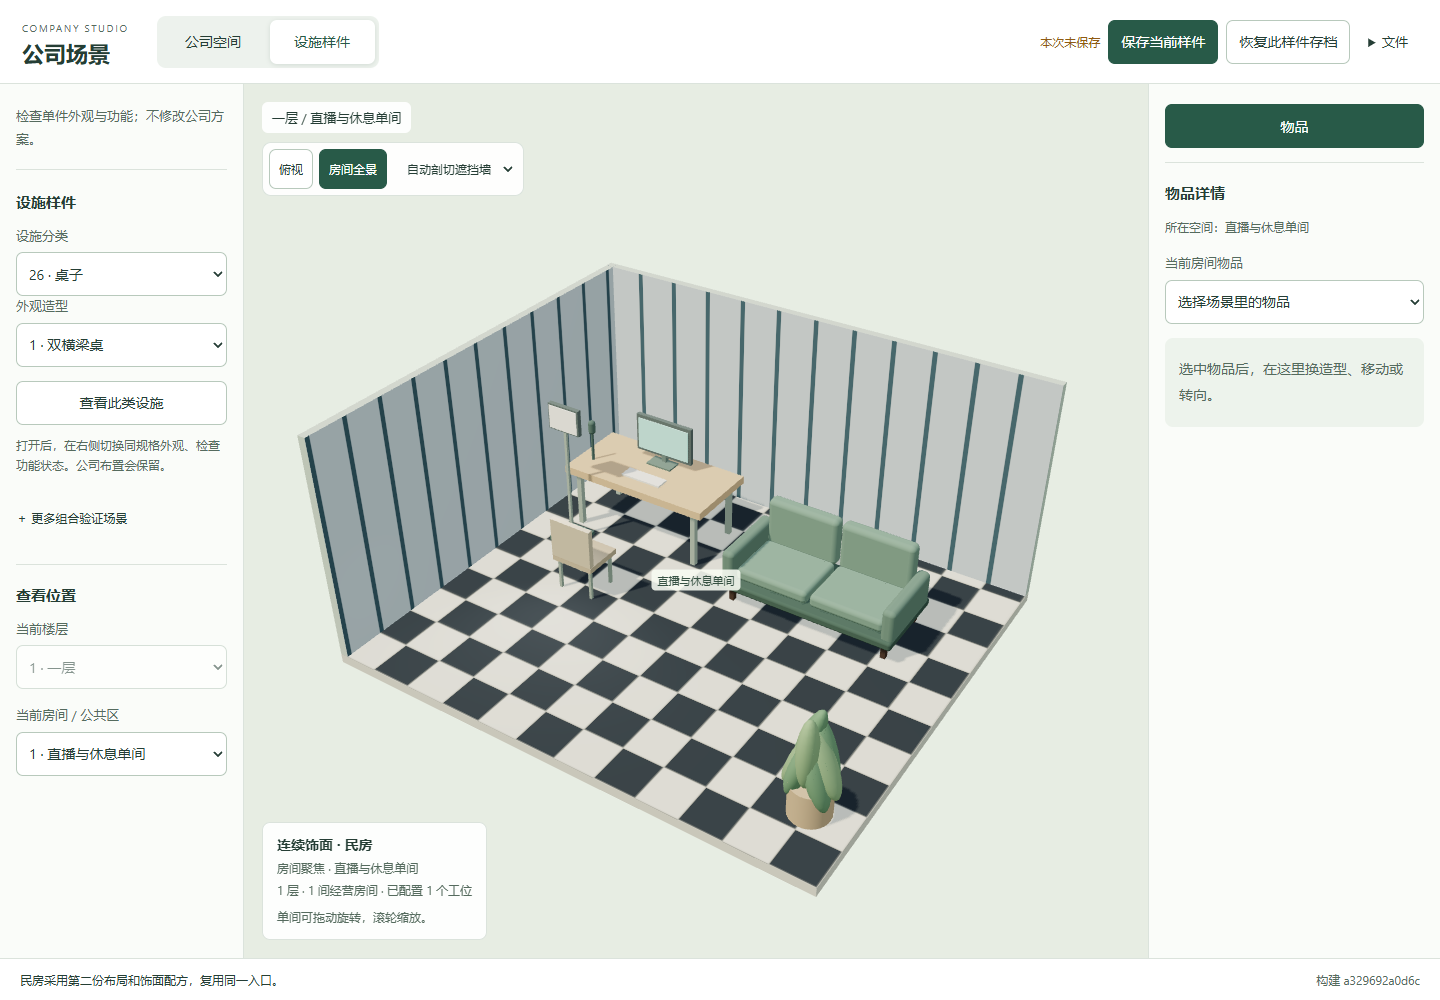 COMPANY STUDIO
公司场景
公司空间
设施样件
本次未保存
保存当前样件
恢复此样件存档
▶ 文件
检查单件外观与功能；不修改公司方
案。
设施样件
设施分类
26 · 桌子
外观造型
1 · 双横梁桌
查看此类设施
打开后，在右侧切换同规格外观、检查
功能状态。公司布置会保留。
+ 更多组合验证场景
查看位置
当前楼层
1 · 一层
当前房间 / 公共区
1 · 直播与休息单间
一层 / 直播与休息单间
俯视
房间全景
自动剖切遮挡墙
直播与休息单间
连续饰面 · 民房
房间聚焦 · 直播与休息单间
1 层 · 1 间经营房间 · 已配置 1 个工位
单间可拖动旋转，滚轮缩放。
物品
物品详情
所在空间：直播与休息单间
当前房间物品
选择场景里的物品
选中物品后，在这里换造型、移动或
转向。
民房采用第二份布局和饰面配方，复用同一入口。
构建 a329692a0d6c